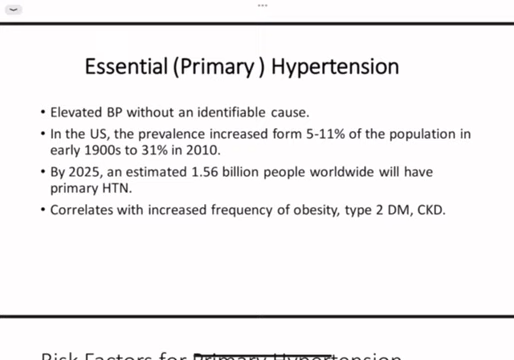 Essential (Primary ) Hypertension
• Elevated BP without an identifiable cause.
• In the US, the prevalence increased form 5-11% of the population in
early 1900s to 31% in 2010.
• By 2025, an estimated 1.56 billion people worldwide will have
primary HTN.
• Correlates with increased frequency of obesity, type 2 DM, CKD.
Risk Factors for Primary Hypertension